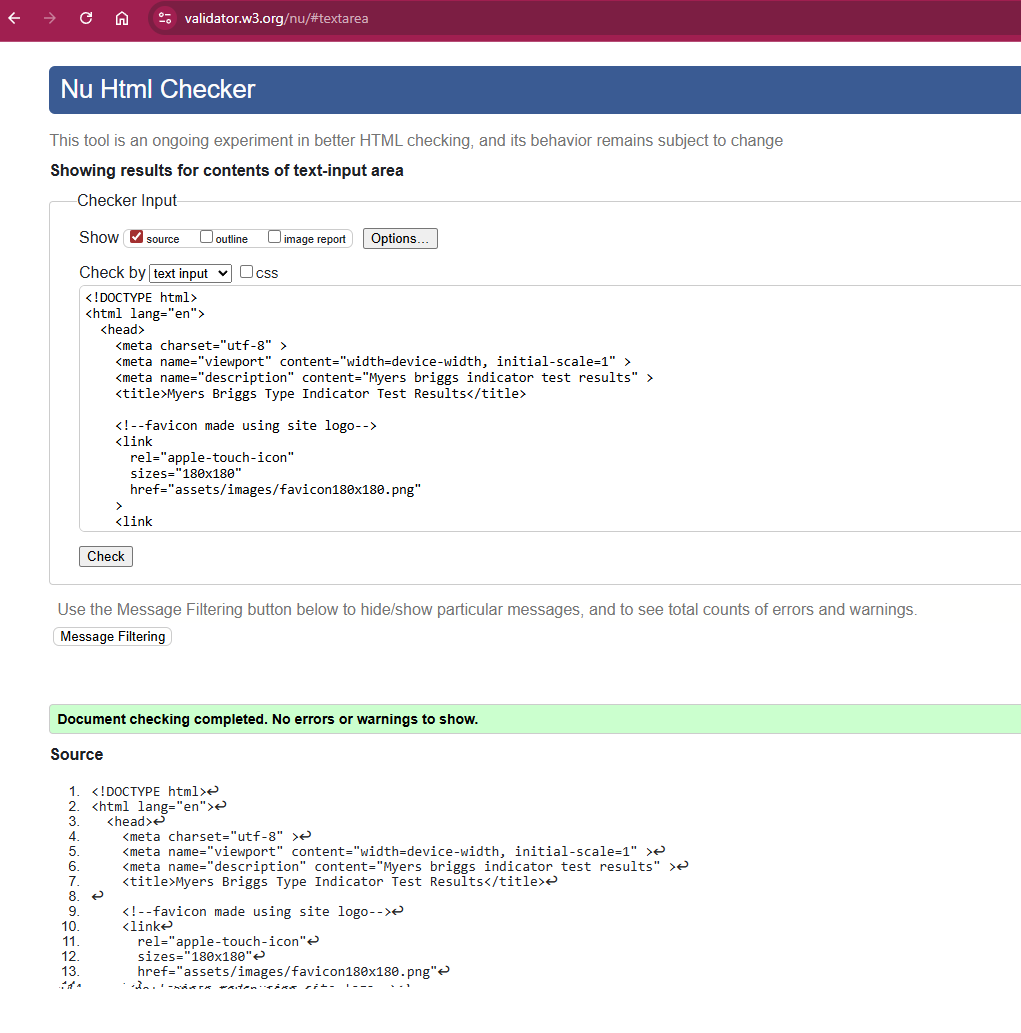 validator.w3.org/nu/#textarea
Nu Html Checker
This tool is an ongoing experiment in better HTML checking, and its behavior remains subject to change
Showing results for contents of text-input area
Checker Input
Show source outline image report Options...
Check by text input css
<!DOCTYPE html>
<html lang="en">
  <head>
    <meta charset="utf-8" >
    <meta name="viewport" content="width=device-width, initial-scale=1" >
    <meta name="description" content="Myers briggs indicator test results" >
    <title>Myers Briggs Type Indicator Test Results</title>
    <!--favicon made using site logo-->
    <link
      rel="apple-touch-icon"
      sizes="180x180"
      href="assets/images/favicon180x180.png"
    >
    <link
Check
Use the Message Filtering button below to hide/show particular messages, and to see total counts of errors and warnings.
Message Filtering
Document checking completed. No errors or warnings to show.
Source
1. <!DOCTYPE html>↩
2. <html lang="en">↩
3.   <head>↩
4.     <meta charset="utf-8" >↩
5.     <meta name="viewport" content="width=device-width, initial-scale=1" >↩
6.     <meta name="description" content="Myers briggs indicator test results" >↩
7.     <title>Myers Briggs Type Indicator Test Results</title>↩
8. ↩
9.     <!--favicon made using site logo-->↩
10.     <link↩
11.       rel="apple-touch-icon"↩
12.       sizes="180x180"↩
13.       href="assets/images/favicon180x180.png"↩